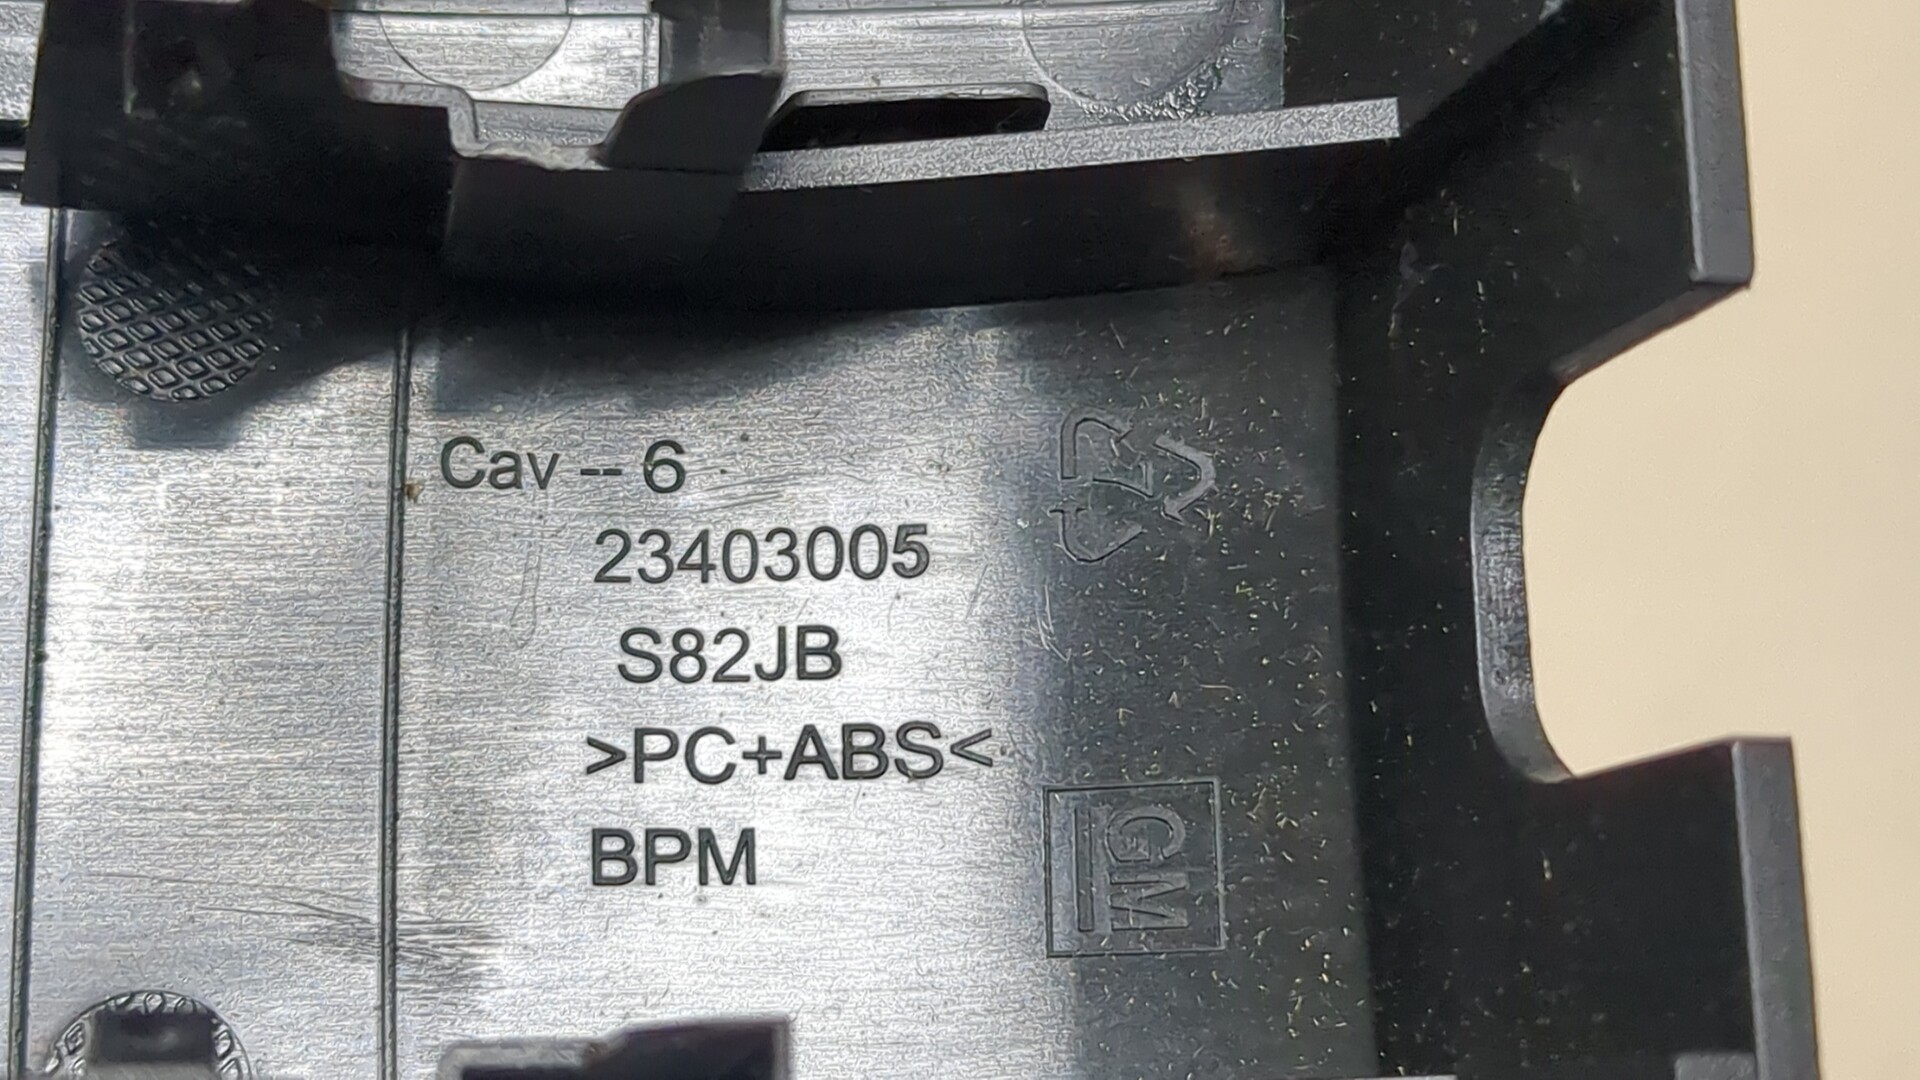 Cav -- 6
23403005
S82JB
>PC+ABS<
BPM
GM